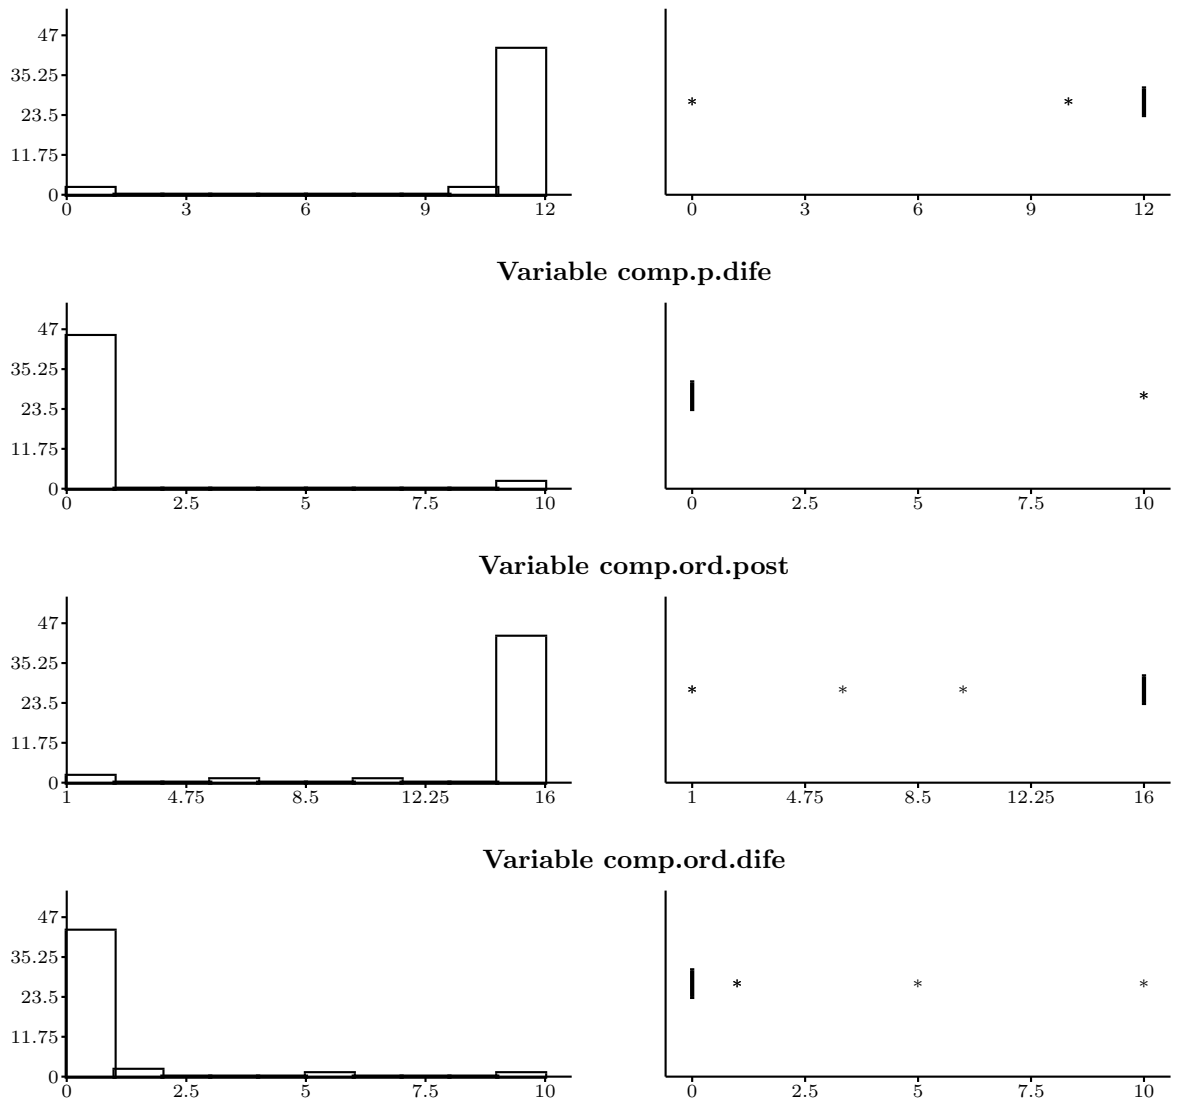 47
35.25
23.5
11.75
0
0 3 6 9 12
* * 
0 3 6 9 12
Variable comp.p.dife
47
35.25
23.5
11.75
0
0 2.5 5 7.5 10
*
0 2.5 5 7.5 10
Variable comp.ord.post
47
35.25
23.5
11.75
0
1 4.75 8.5 12.25 16
* * *
1 4.75 8.5 12.25 16
Variable comp.ord.dife
47
35.25
23.5
11.75
0
0 2.5 5 7.5 10
* * *
0 2.5 5 7.5 10